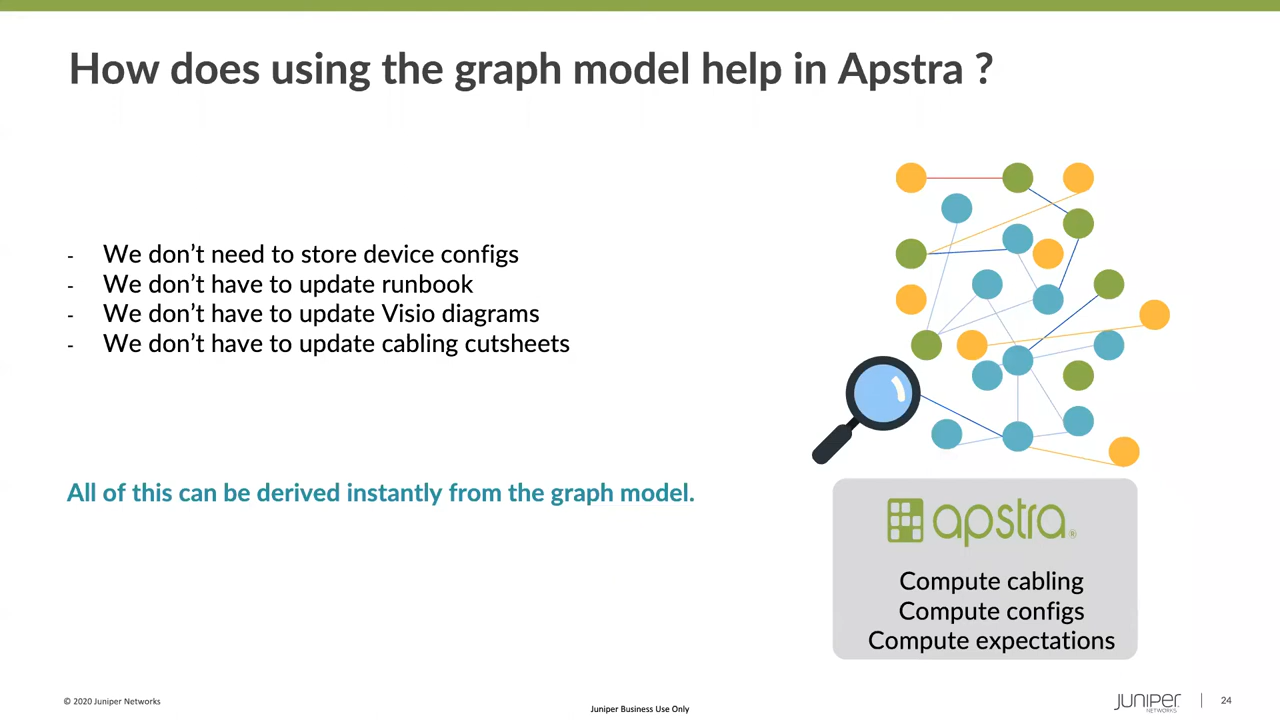 How does using the graph model help in Apstra ?
- We don’t need to store device configs
- We don’t have to update runbook
- We don’t have to update Visio diagrams
- We don’t have to update cabling cutsheets
All of this can be derived instantly from the graph model.
apstra®
Compute cabling
Compute configs
Compute expectations
© 2020 Juniper Networks
Juniper Business Use Only
JUNIPER
NETWORKS
24